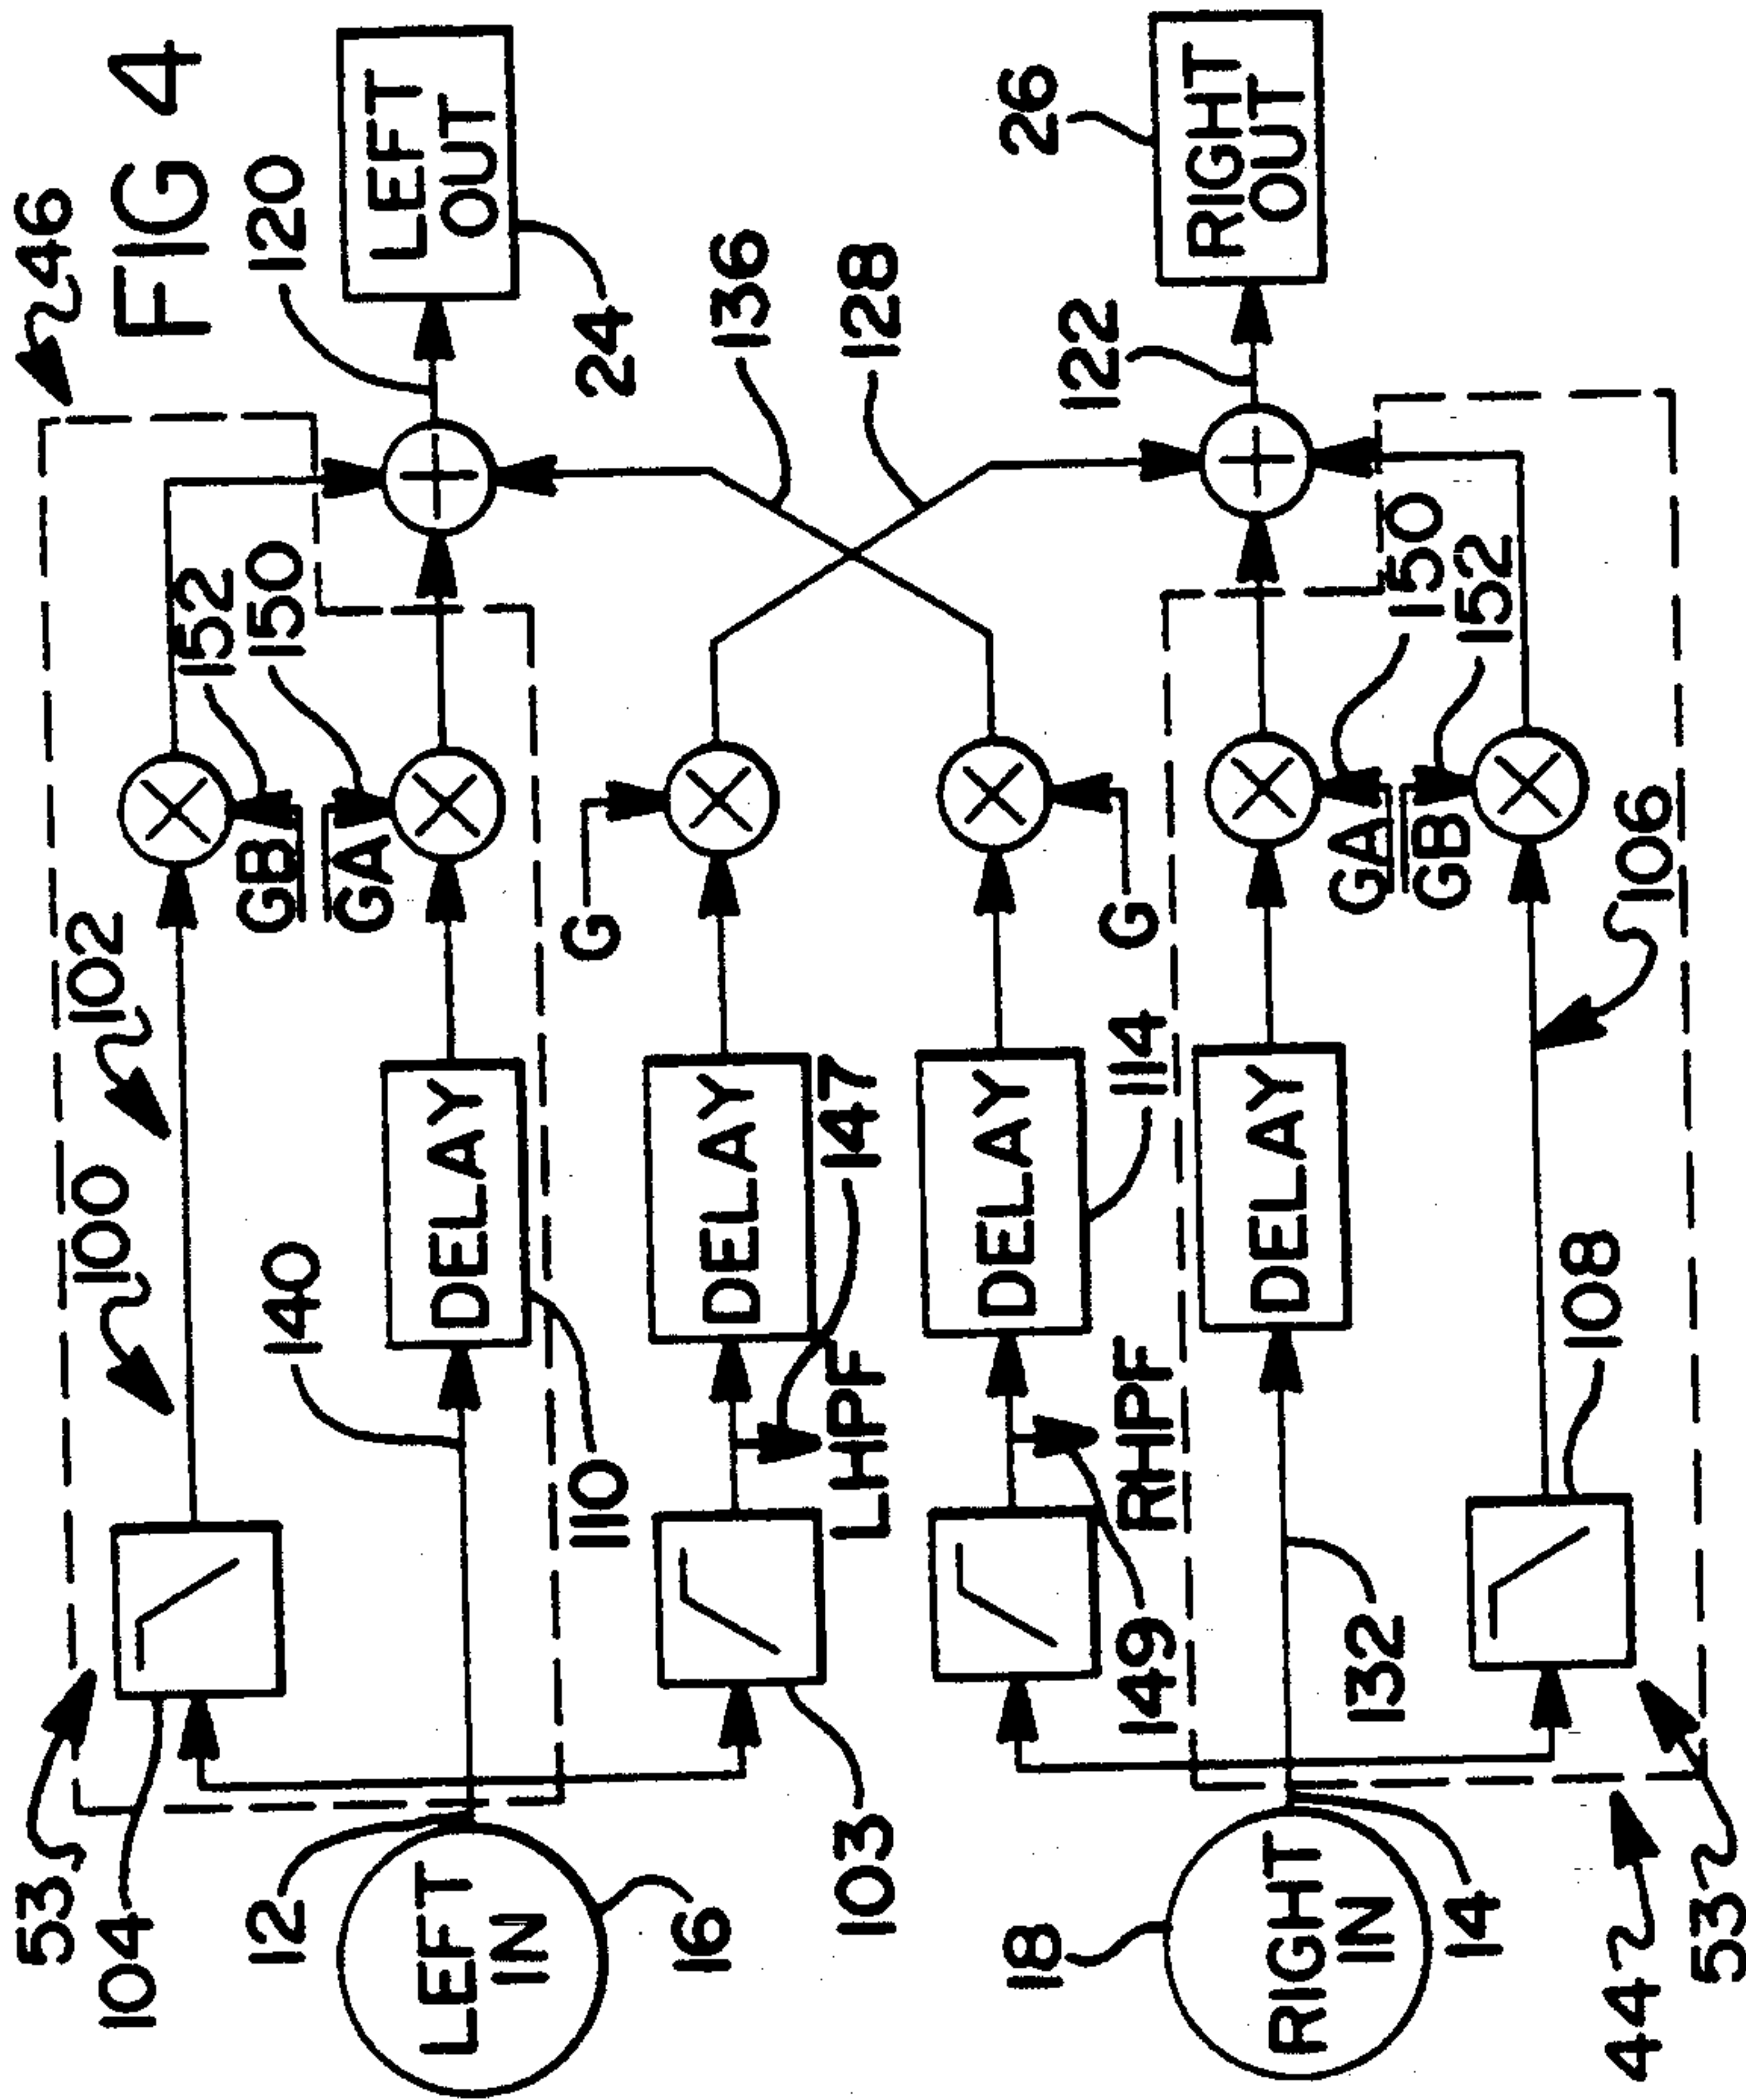 46
FIG 4
53
104
100
102
152
120
GB
12
140
150
LEFT
IN
DELAY
GA
LEFT
OUT
16
110
G
24
103
LHPF
147
DELAY
136
128
18
149
RHPF
DELAY
114
G
122
26
RIGHT
IN
132
DELAY
GA
150
RIGHT
OUT
14
GB
152
108
106
44
53